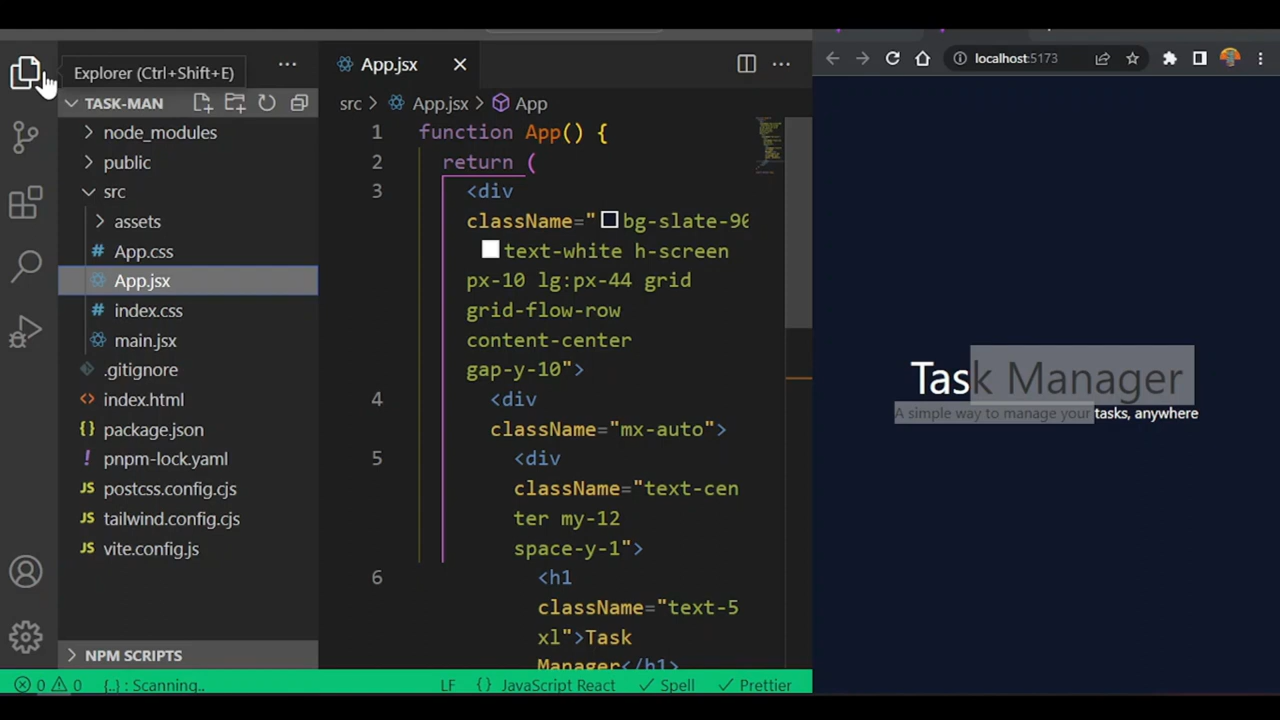 Explorer (Ctrl+Shift+E)
TASK-MAN
node_modules
public
src
assets
# App.css
App.jsx
# index.css
main.jsx
.gitignore
<> index.html
{} package.json
! pnpm-lock.yaml
JS postcss.config.cjs
JS tailwind.config.cjs
JS vite.config.js
NPM SCRIPTS
App.jsx
src > App.jsx > App
1 function App() {
2 return (
3 <div
className="bg-slate-90
text-white h-screen
px-10 lg:px-44 grid
grid-flow-row
content-center
gap-y-10">
4 <div
className="mx-auto">
5 <div
className="text-cen
ter my-12
space-y-1">
6 <h1
className="text-5
xl">Task
Manager</h1>
0 0 {..} : Scanning..
LF {} JavaScript React Spell Prettier
localhost:5173
Task Manager
A simple way to manage your tasks, anywhere